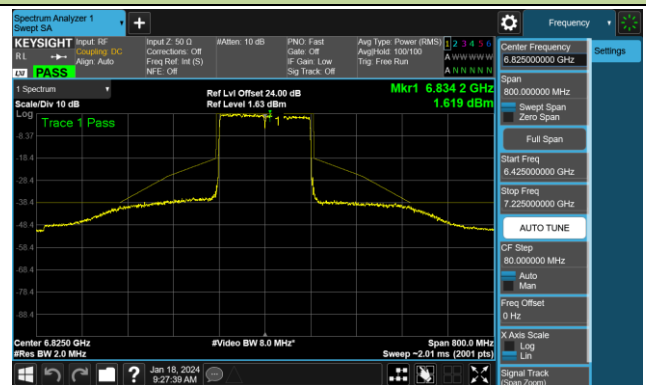 Spectrum Analyzer 1
Swept SA
+
Frequency
KEYSIGHT
Input: RF
Coupling: DC
Align: Auto
RL
LXI
PASS
Input Z: 50 Ω
Corrections: Off
Freq Ref: Int (S)
NFE: Off
#Atten: 10 dB
PNO: Fast
Gate: Off
IF Gain: Low
Sig Track: Off
Avg Type: Power (RMS)
Avg|Hold: 100/100
Trig: Free Run
1 2 3 4 5 6
A W W W W W
A N N N N N
1 Spectrum
Scale/Div 10 dB
Log
Ref Lvl Offset 24.00 dB
Ref Level 1.63 dBm
Mkr1 6.834 2 GHz
1.619 dBm
Trace 1 Pass
1
-8.37
-18.4
-28.4
-38.4
-48.4
-58.4
-68.4
-78.4
-88.4
Center 6.8250 GHz
#Res BW 2.0 MHz
#Video BW 8.0 MHz*
Span 800.0 MHz
Sweep ~2.01 ms (2001 pts)
Jan 18, 2024
9:27:39 AM
?
Center Frequency
6.825000000 GHz
Settings
Span
800.000000 MHz
Swept Span
Zero Span
Full Span
Start Freq
6.425000000 GHz
Stop Freq
7.225000000 GHz
AUTO TUNE
CF Step
80.000000 MHz
Auto
Man
Freq Offset
0 Hz
X Axis Scale
Log
Lin
Signal Track
(Span Zoom)